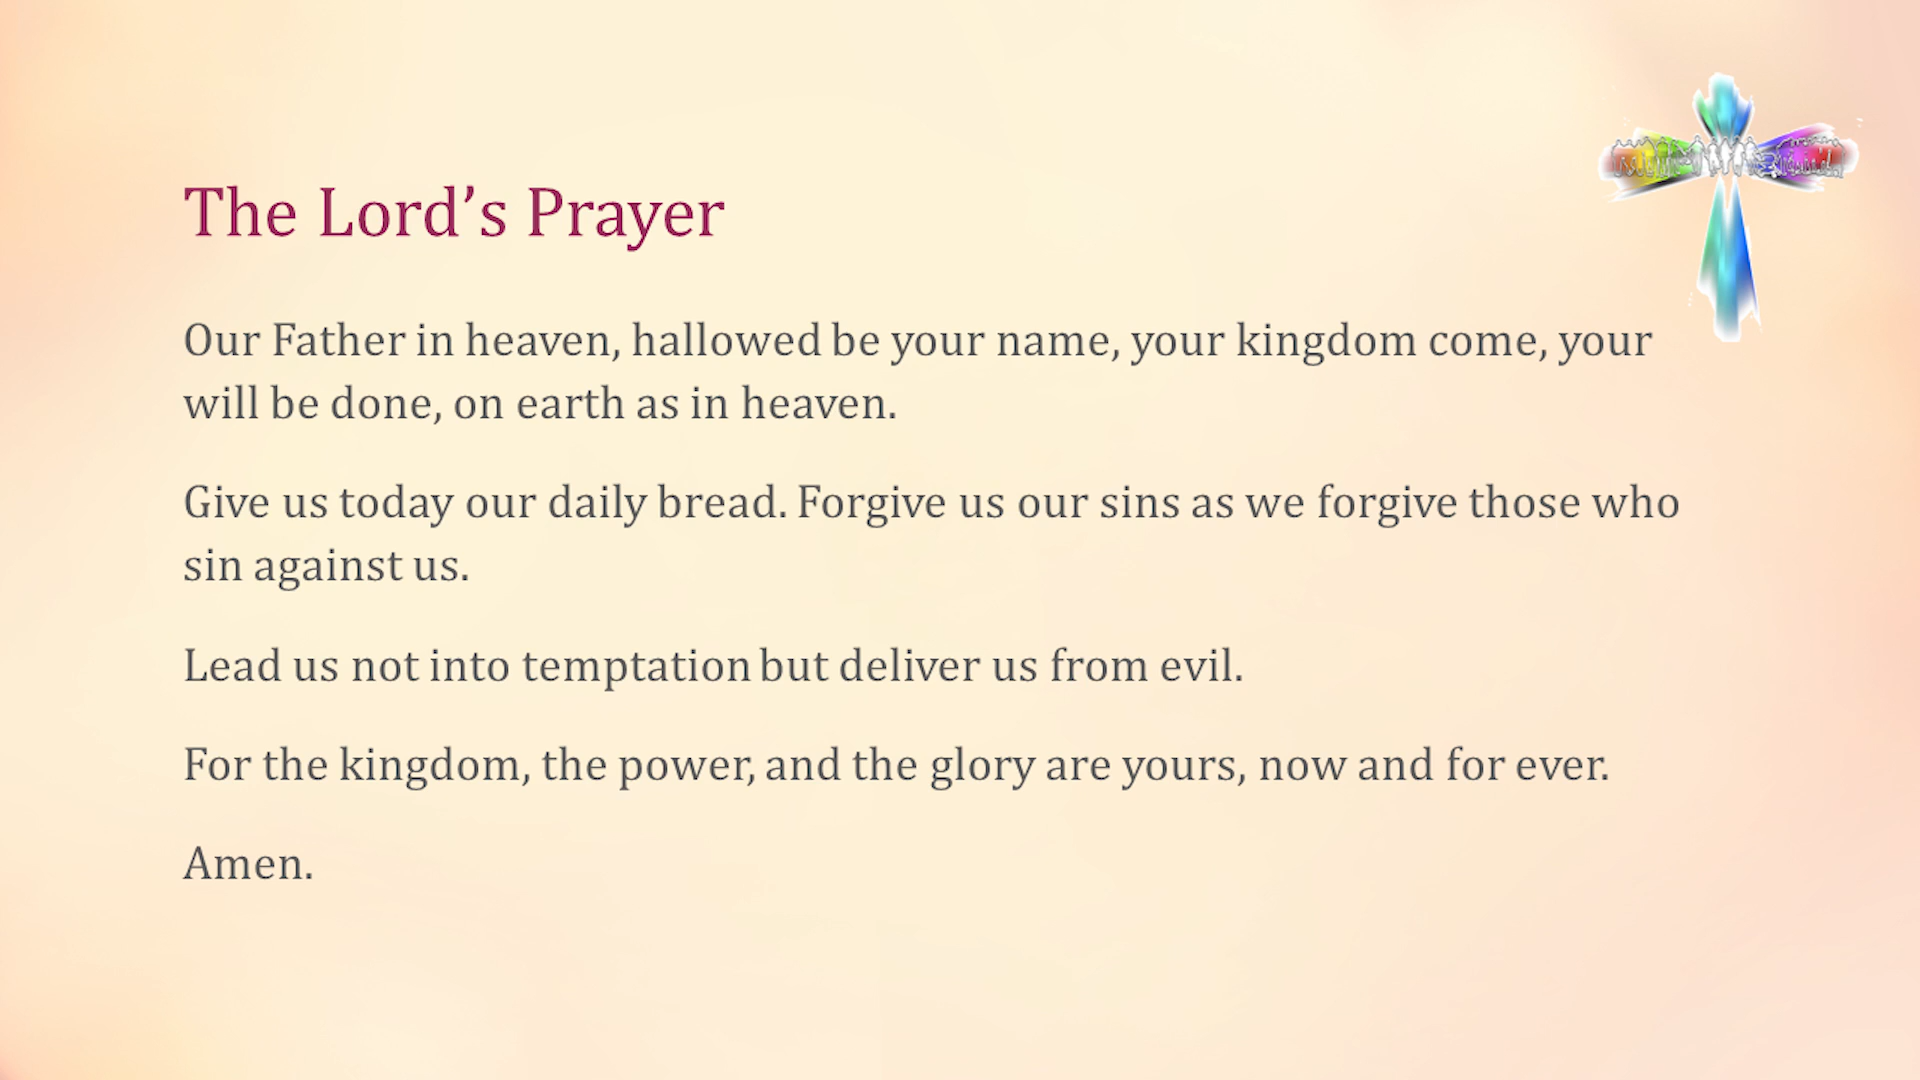 The Lord’s Prayer
Our Father in heaven, hallowed be your name, your kingdom come, your
will be done, on earth as in heaven.
Give us today our daily bread. Forgive us our sins as we forgive those who
sin against us.
Lead us not into temptation but deliver us from evil.
For the kingdom, the power, and the glory are yours, now and for ever.
Amen.